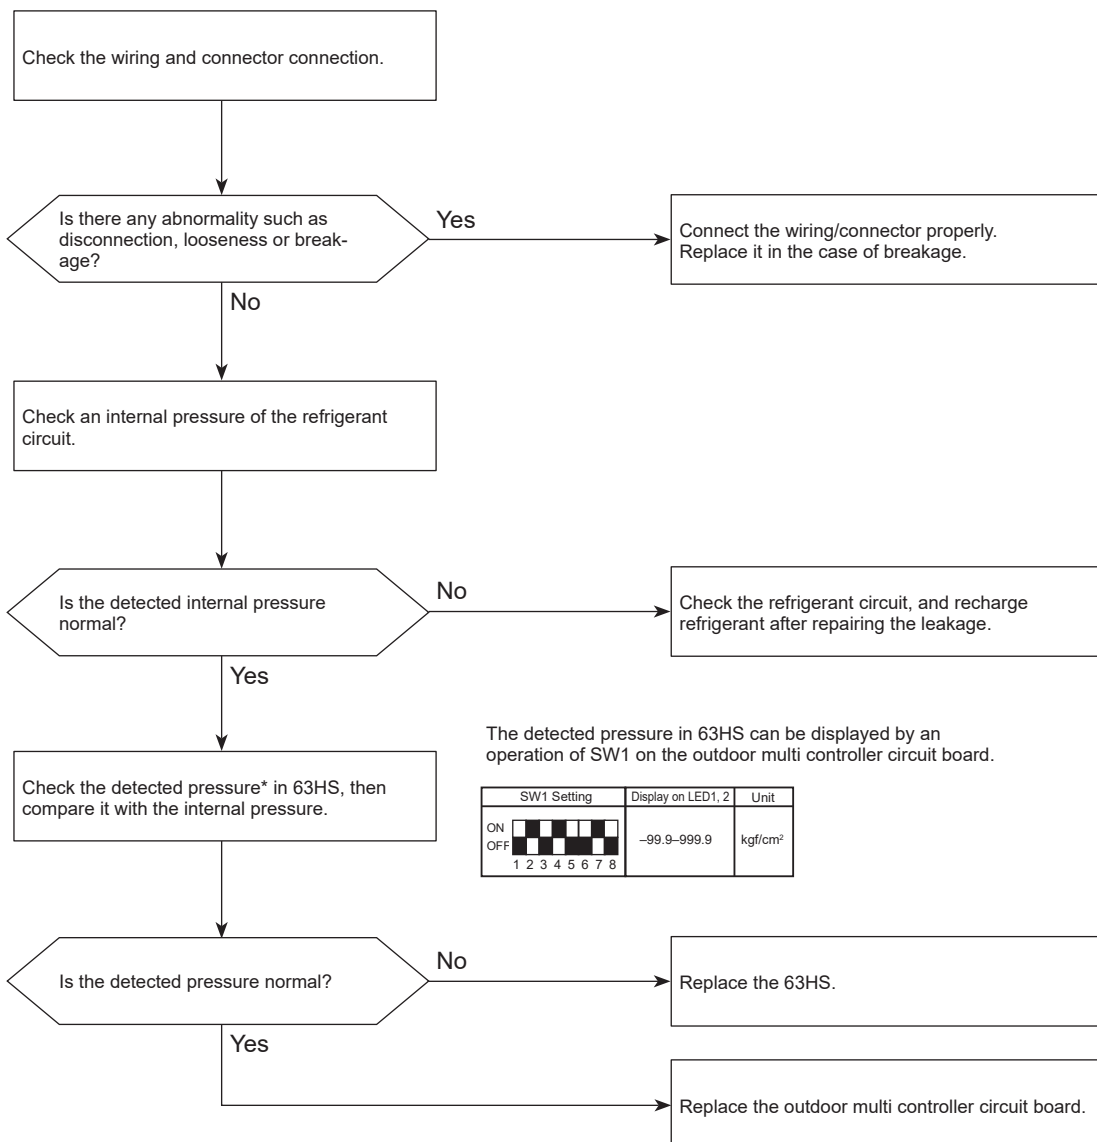 Check the wiring and connector connection.
Is there any abnormality such as
disconnection, looseness or break-
age?
Yes
Connect the wiring/connector properly.
Replace it in the case of breakage.
No
Check an internal pressure of the refrigerant
circuit.
Is the detected internal pressure
normal?
No
Check the refrigerant circuit, and recharge
refrigerant after repairing the leakage.
Yes
The detected pressure in 63HS can be displayed by an
operation of SW1 on the outdoor multi controller circuit board.
Check the detected pressure* in 63HS, then
compare it with the internal pressure.
SW1 Setting Display on LED1, 2 Unit
ON
OFF
1 2 3 4 5 6 7 8
–99.9–999.9
kgf/cm²
Is the detected pressure normal?
No
Replace the 63HS.
Yes
Replace the outdoor multi controller circuit board.